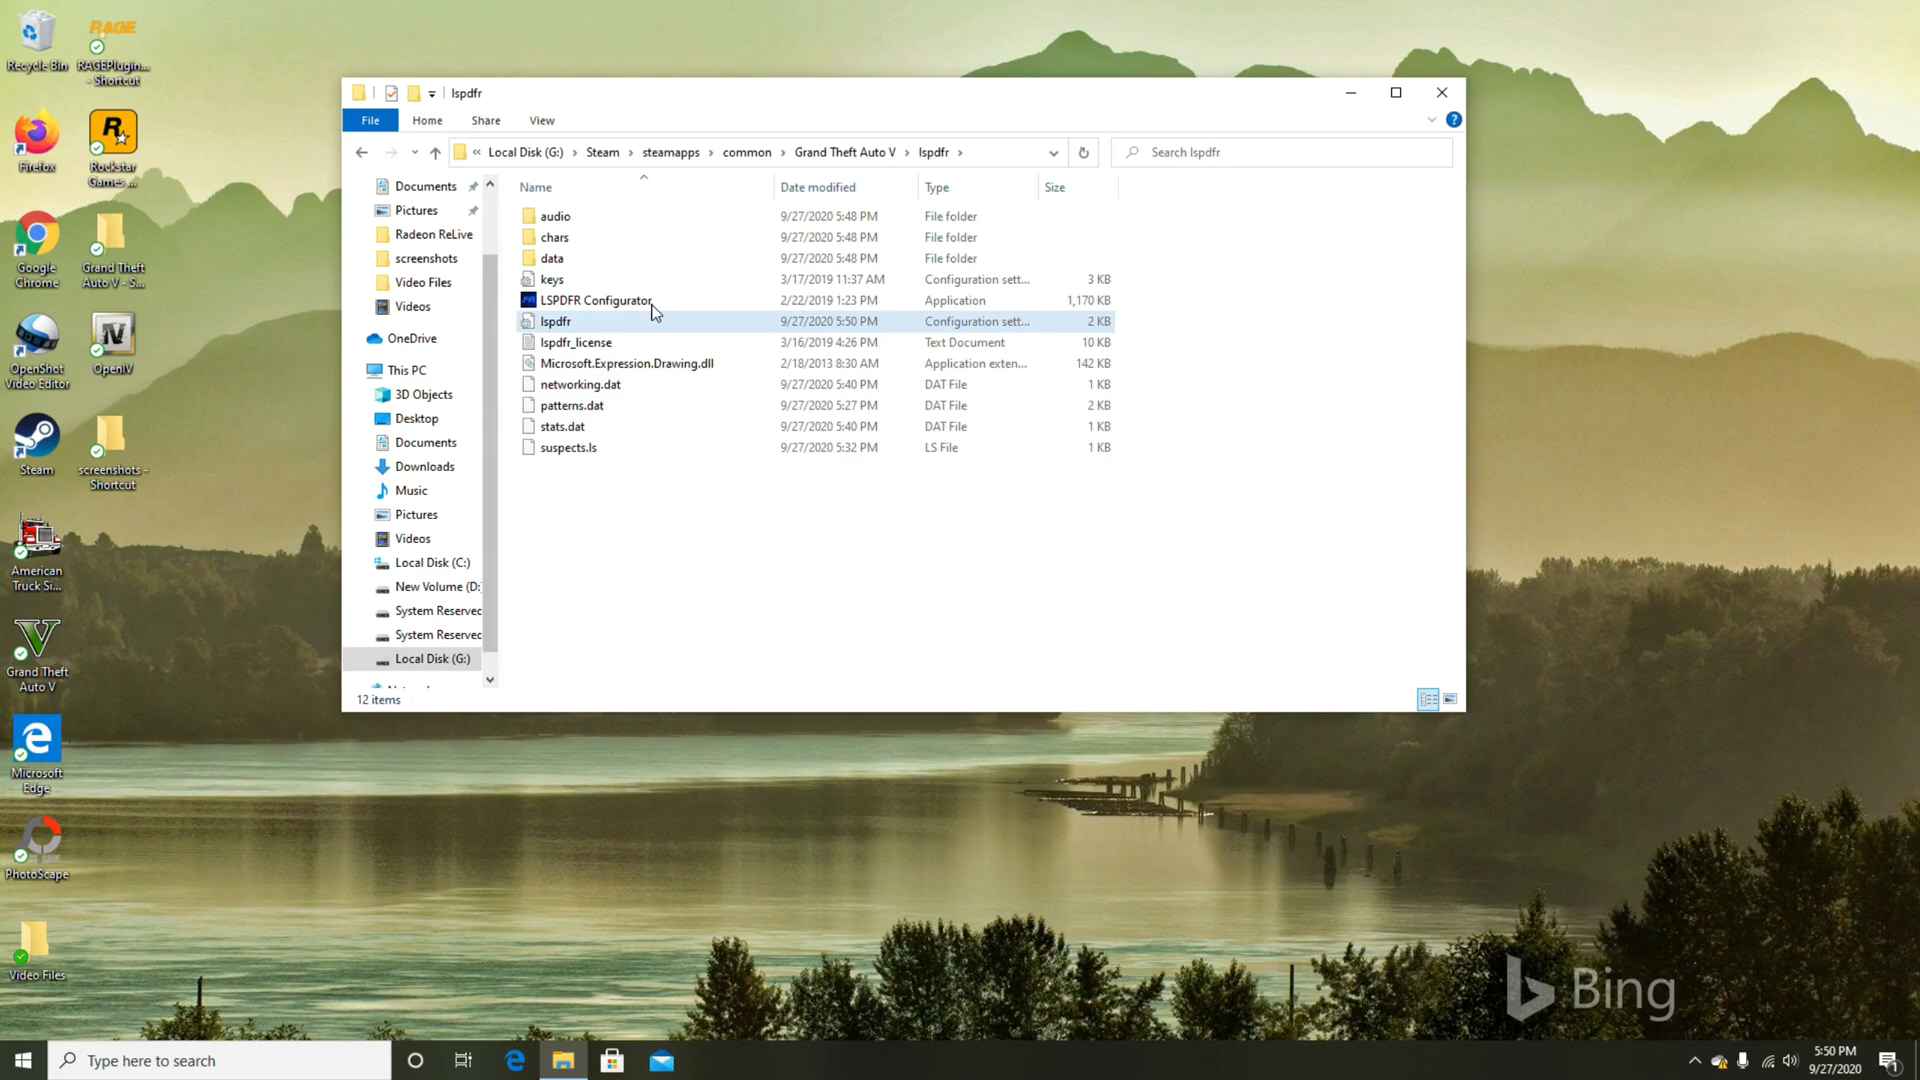 Recycle Bin
RAGE
RAGEPlugin...
- Shortcut
Firefox
Rockstar
Games ...
Google
Chrome
Grand Theft
Auto V - S...
OpenShot
Video Editor
OpenIV
Steam
screenshots -
Shortcut
American
Truck Si...
Grand Theft
Auto V
Microsoft
Edge
PhotoScape
Video Files
lspdfr
File
Home
Share
View
« Local Disk (G:) › Steam › steamapps › common › Grand Theft Auto V › lspdfr ›
Search lspdfr
Documents
Pictures
Radeon ReLive
screenshots
Video Files
Videos
OneDrive
This PC
3D Objects
Desktop
Documents
Downloads
Music
Pictures
Videos
Local Disk (C:)
New Volume (D:
System Reserved
System Reserved
Local Disk (G:)
Name Date modified Type Size
audio 9/27/2020 5:48 PM File folder
chars 9/27/2020 5:48 PM File folder
data 9/27/2020 5:48 PM File folder
keys 3/17/2019 11:37 AM Configuration sett... 3 KB
LSPDFR Configurator 2/22/2019 1:23 PM Application 1,170 KB
lspdfr 9/27/2020 5:50 PM Configuration sett... 2 KB
lspdfr_license 3/16/2019 4:26 PM Text Document 10 KB
Microsoft.Expression.Drawing.dll 2/18/2013 8:30 AM Application exten... 142 KB
networking.dat 9/27/2020 5:40 PM DAT File 1 KB
patterns.dat 9/27/2020 5:27 PM DAT File 2 KB
stats.dat 9/27/2020 5:40 PM DAT File 1 KB
suspects.ls 9/27/2020 5:32 PM LS File 1 KB
12 items
Bing
Type here to search
5:50 PM
9/27/2020
1